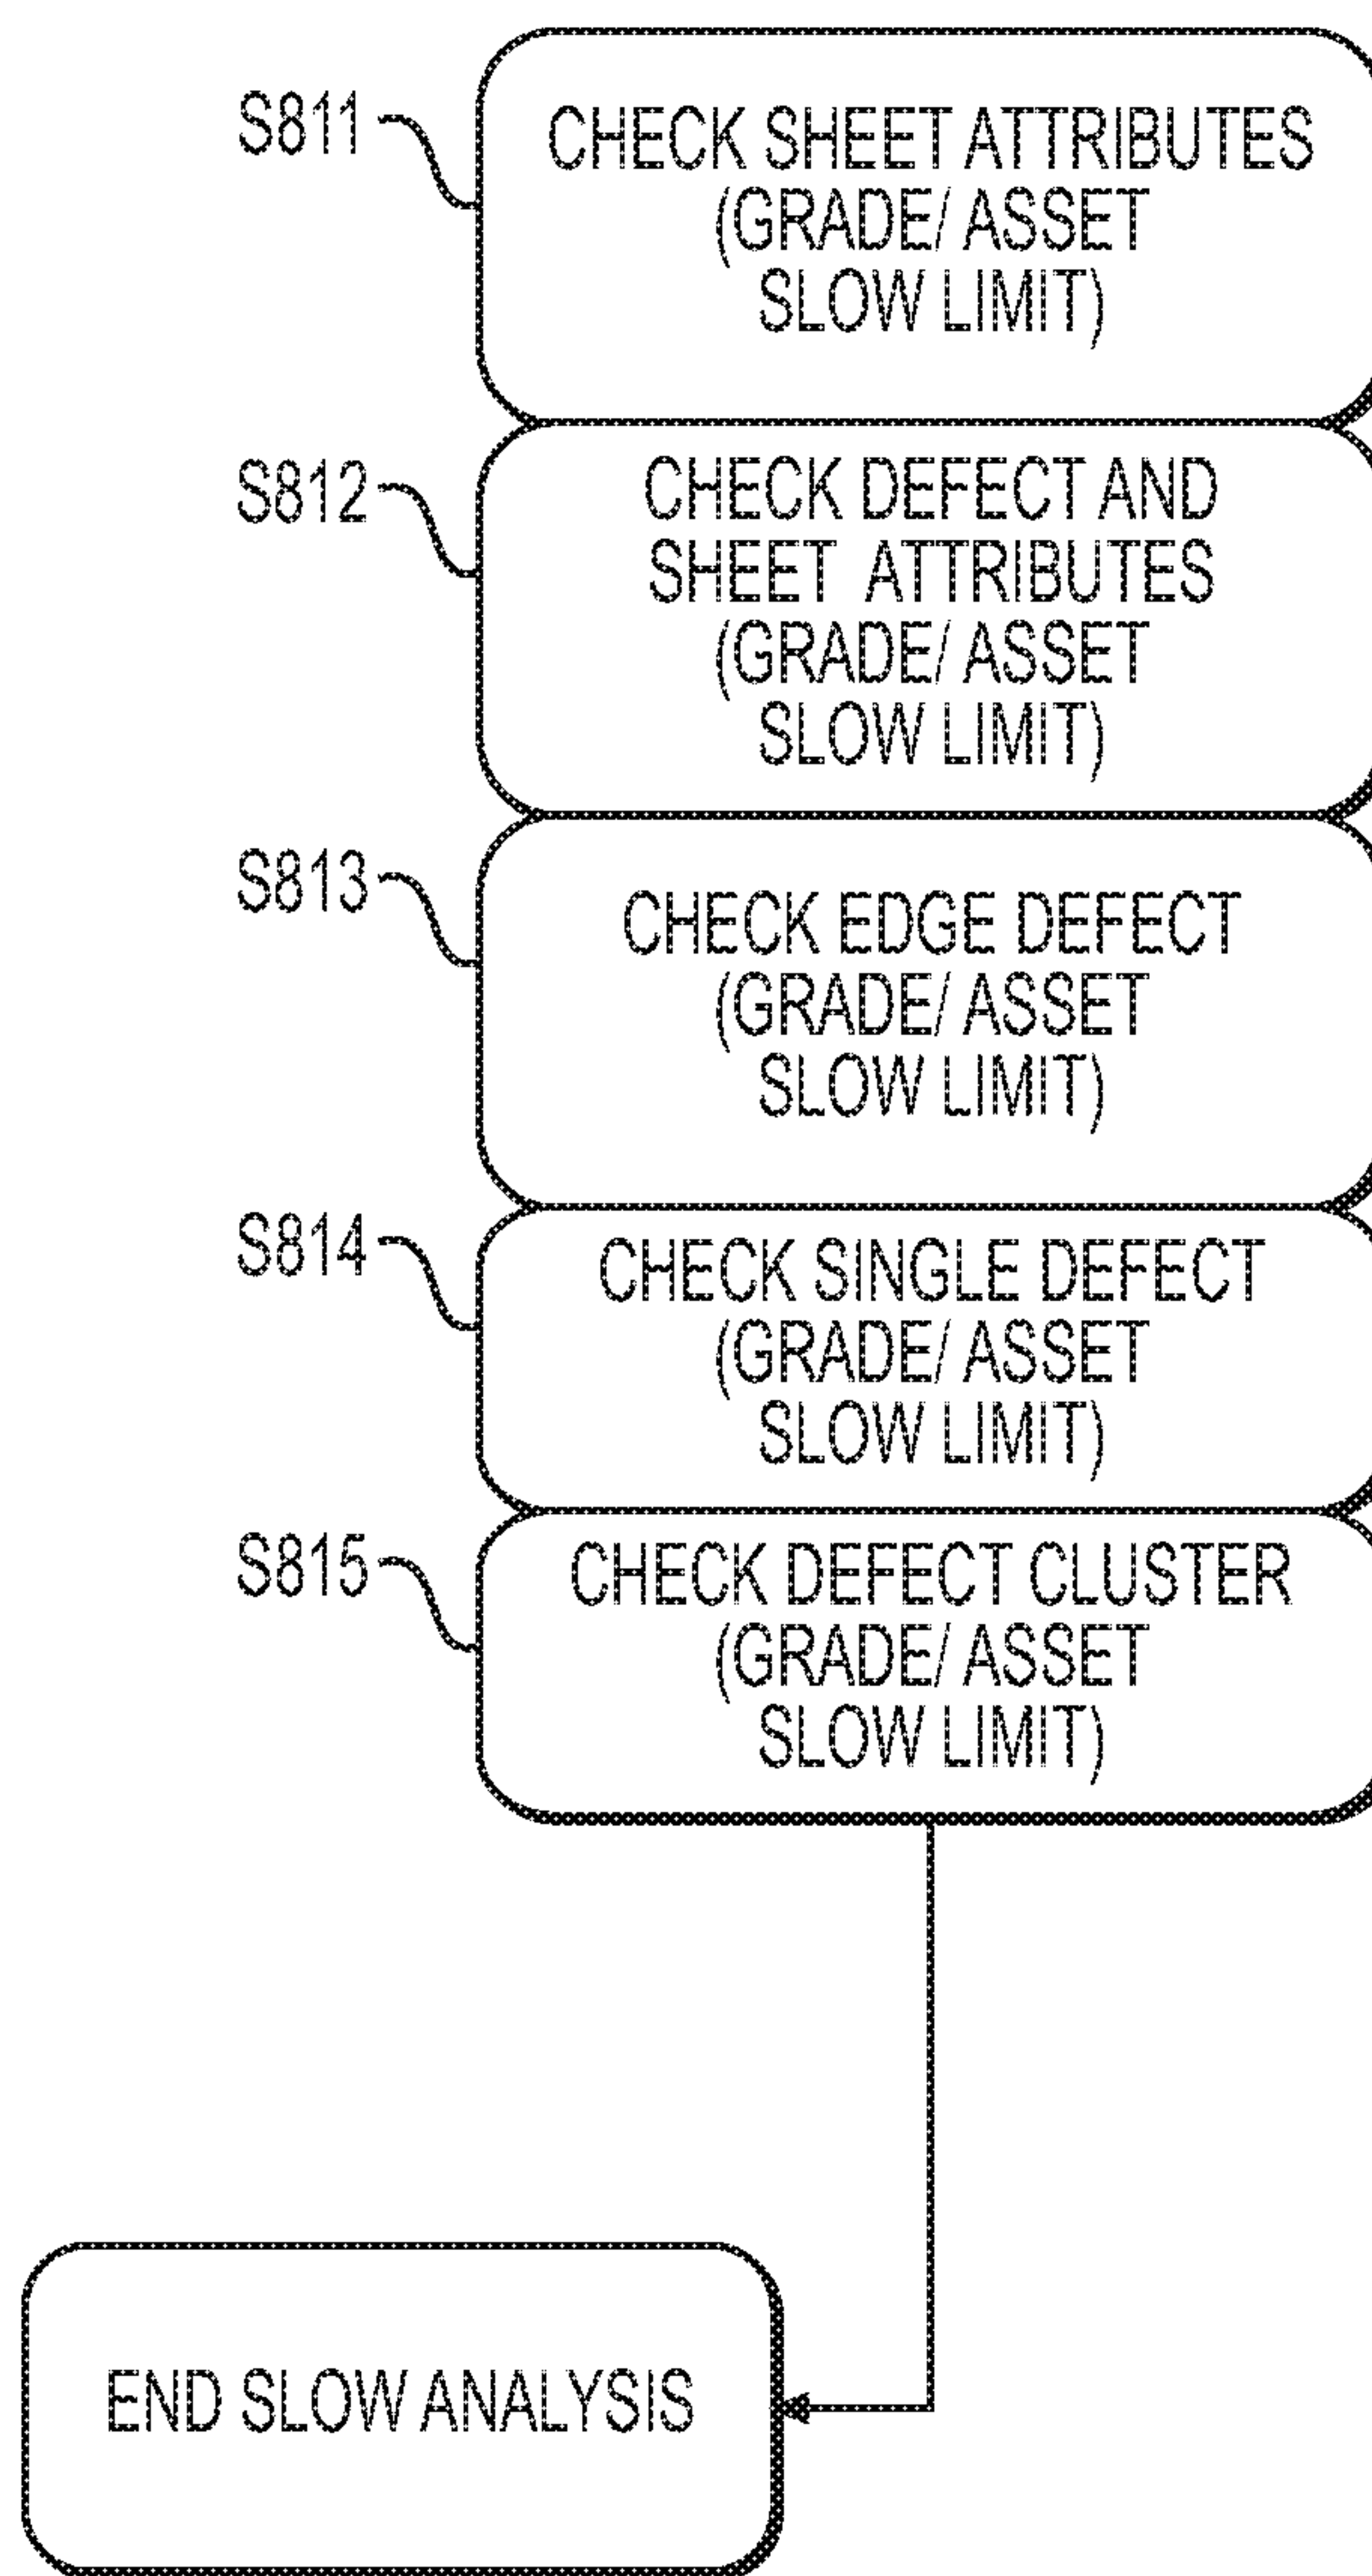 S811
CHECK SHEET ATTRIBUTES
(GRADE/ ASSET
SLOW LIMIT)
S812
CHECK DEFECT AND
SHEET ATTRIBUTES
(GRADE/ ASSET
SLOW LIMIT)
S813
CHECK EDGE DEFECT
(GRADE/ ASSET
SLOW LIMIT)
S814
CHECK SINGLE DEFECT
(GRADE/ ASSET
SLOW LIMIT)
S815
CHECK DEFECT CLUSTER
(GRADE/ ASSET
SLOW LIMIT)
END SLOW ANALYSIS